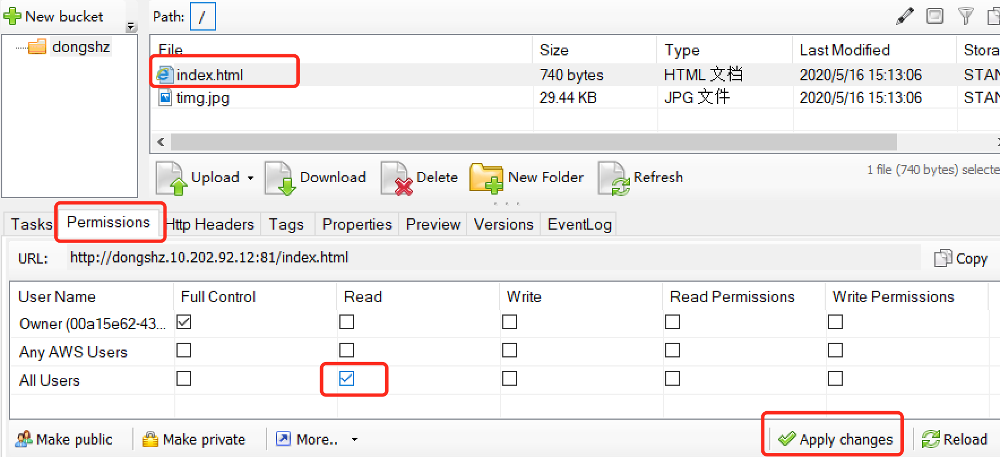 New bucket
Path: /
dongshz
File Size Type Last Modified Stora
index.html 740 bytes HTML 文档 2020/5/16 15:13:06 STAN
timg.jpg 29.44 KB JPG 文件 2020/5/16 15:13:06 STAN
Upload Download Delete New Folder Refresh 1 file (740 bytes) selecte
Tasks Permissions Http Headers Tags Properties Preview Versions EventLog
URL: http://dongshz.10.202.92.12:81/index.html Copy
User Name Full Control Read Write Read Permissions Write Permissions
Owner (00a15e62-43...
Any AWS Users
All Users
Make public Make private More.. Apply changes Reload